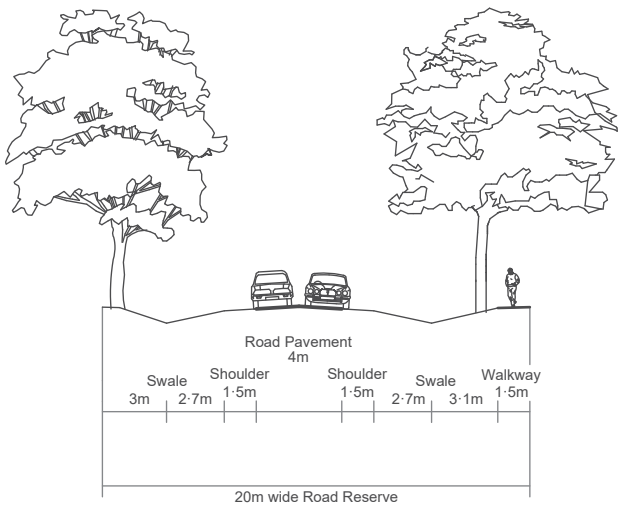 Road Pavement
4m
Swale
Shoulder
Shoulder
Swale
Walkway
3m
2·7m
1·5m
1·5m
2·7m
3·1m
1·5m
20m wide Road Reserve